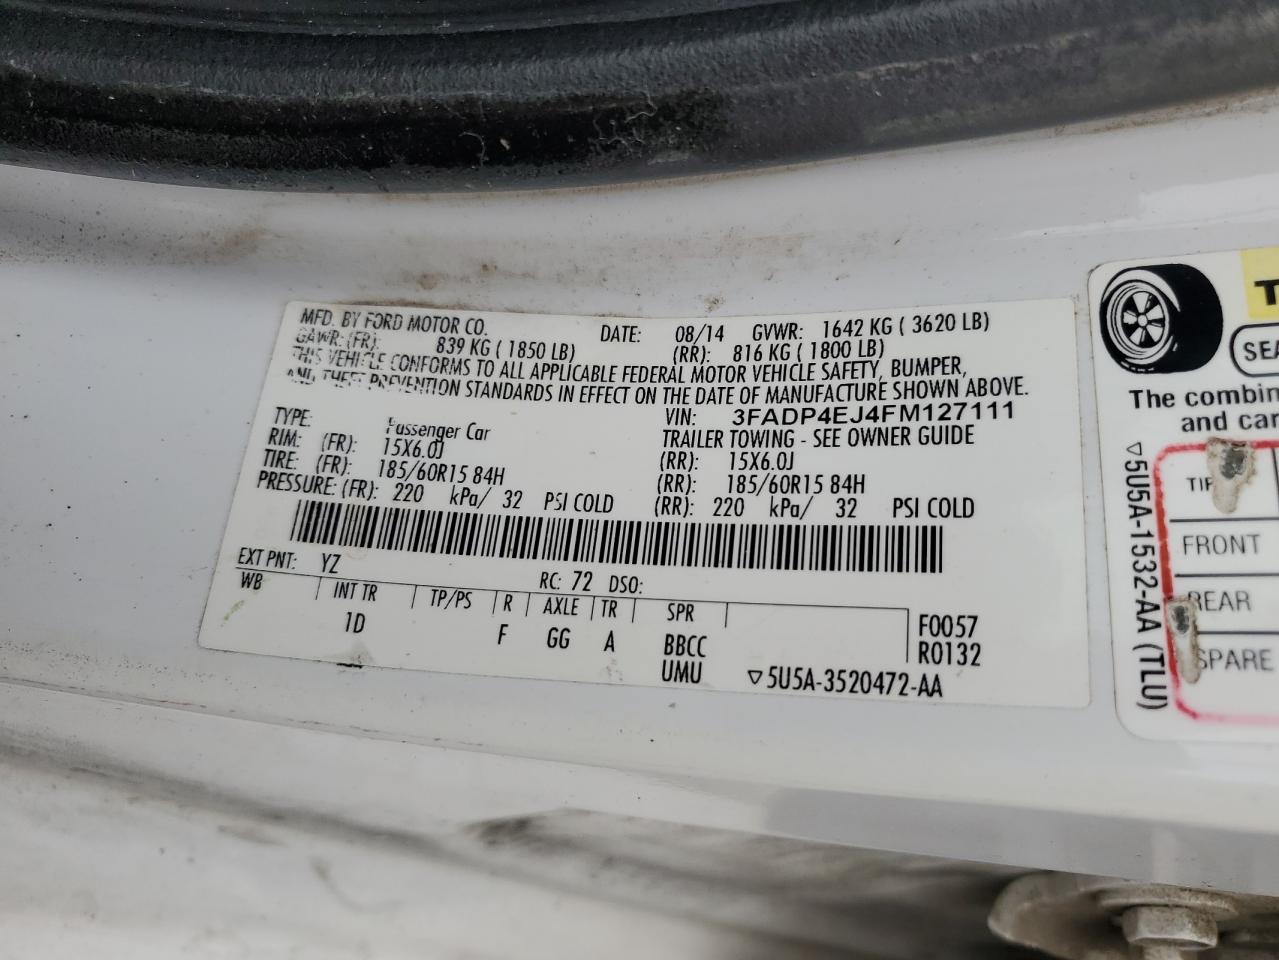 MFD. BY FORD MOTOR CO. DATE: 08/14 GVWR: 1642 KG ( 3620 LB)
GAWR: (FR): 839 KG ( 1850 LB) (RR): 816 KG ( 1800 LB)
THIS VEHICLE CONFORMS TO ALL APPLICABLE FEDERAL MOTOR VEHICLE SAFETY, BUMPER,
AND THEFT PREVENTION STANDARDS IN EFFECT ON THE DATE OF MANUFACTURE SHOWN ABOVE.
VIN: 3FADP4EJ4FM127111
TYPE: Passenger Car TRAILER TOWING - SEE OWNER GUIDE
RIM: (FR): 15X6.0J (RR): 15X6.0J
TIRE: (FR): 185/60R15 84H (RR): 185/60R15 84H
PRESSURE: (FR): 220 kPa/ 32 PSI COLD (RR): 220 kPa/ 32 PSI COLD
EXT PNT: YZ RC: 72 DSO:
WB INT TR TP/PS R AXLE TR SPR
1D F GG A BBCC
UMU
F0057
R0132
▽5U5A-3520472-AA
T
SEA
The combin
and car
TIR
FRONT
REAR
SPARE
▽5U5A-1532-AA (TLU)